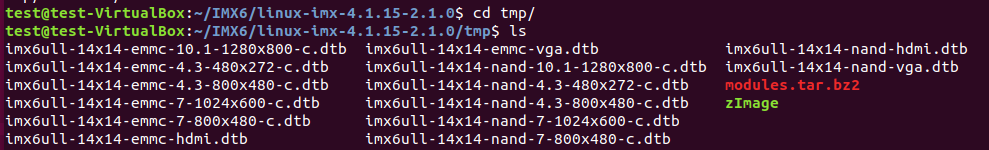 test@test-VirtualBox:~/IMX6/linux-imx-4.1.15-2.1.0$ cd tmp/
test@test-VirtualBox:~/IMX6/linux-imx-4.1.15-2.1.0/tmp$ ls
imx6ull-14x14-emmc-10.1-1280x800-c.dtb imx6ull-14x14-emmc-vga.dtb imx6ull-14x14-nand-hdmi.dtb
imx6ull-14x14-emmc-4.3-480x272-c.dtb imx6ull-14x14-nand-10.1-1280x800-c.dtb imx6ull-14x14-nand-vga.dtb
imx6ull-14x14-emmc-4.3-800x480-c.dtb imx6ull-14x14-nand-4.3-480x272-c.dtb modules.tar.bz2
imx6ull-14x14-emmc-7-1024x600-c.dtb imx6ull-14x14-nand-4.3-800x480-c.dtb zImage
imx6ull-14x14-emmc-7-800x480-c.dtb imx6ull-14x14-nand-7-1024x600-c.dtb
imx6ull-14x14-emmc-hdmi.dtb imx6ull-14x14-nand-7-800x480-c.dtb